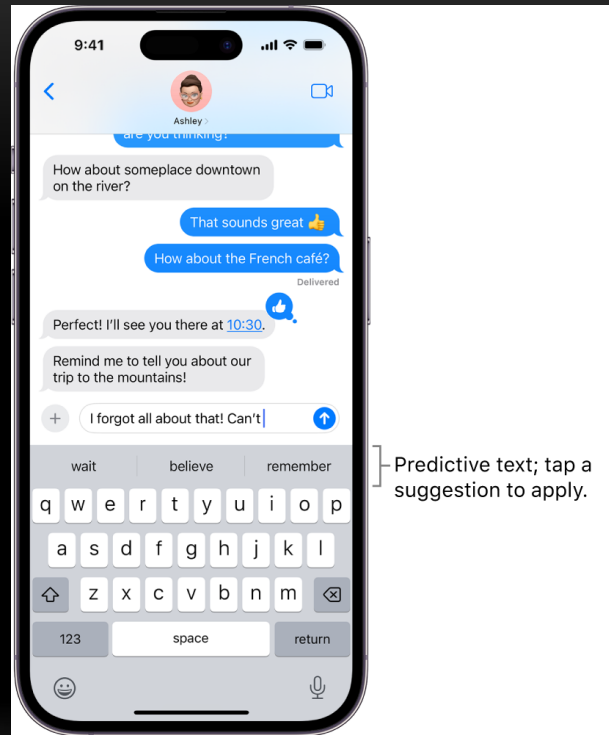 9:41
Ashley
are you thinking?
How about someplace downtown
on the river?
That sounds great 👍
How about the French café?
Delivered
Perfect! I'll see you there at 10:30.
Remind me to tell you about our
trip to the mountains!
I forgot all about that! Can't
wait believe remember
Predictive text; tap a
suggestion to apply.
q w e r t y u i o p
a s d f g h j k l
z x c v b n m
123 space return